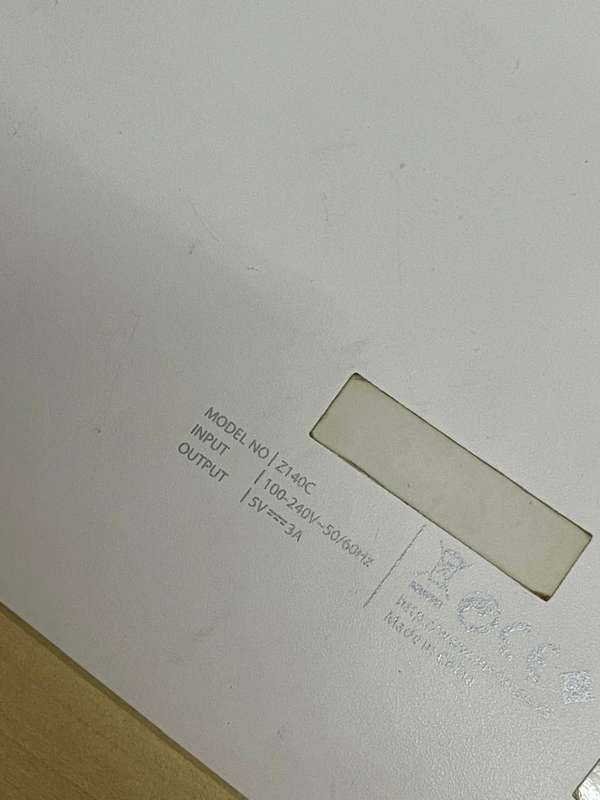 MODEL NO | Z140C
INPUT | 100-240V~50/60Hz
OUTPUT | 5V⎓3A
Made in China